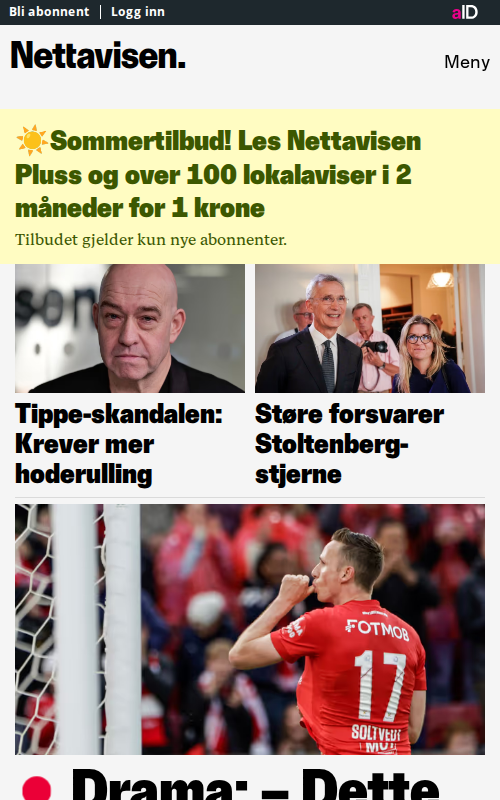 Bli abonnent
Logg inn
aID
Nettavisen.
Meny
Sommertilbud! Les Nettavisen
Pluss og over 100 lokalaviser i 2
måneder for 1 krone
Tilbudet gjelder kun nye abonnenter.
Tippe-skandalen:
Krever mer
hoderulling
Støre forsvarer
Stoltenberg-
stjerne
FOTMOB
17
SOLTVEDT
Drama: – Dette